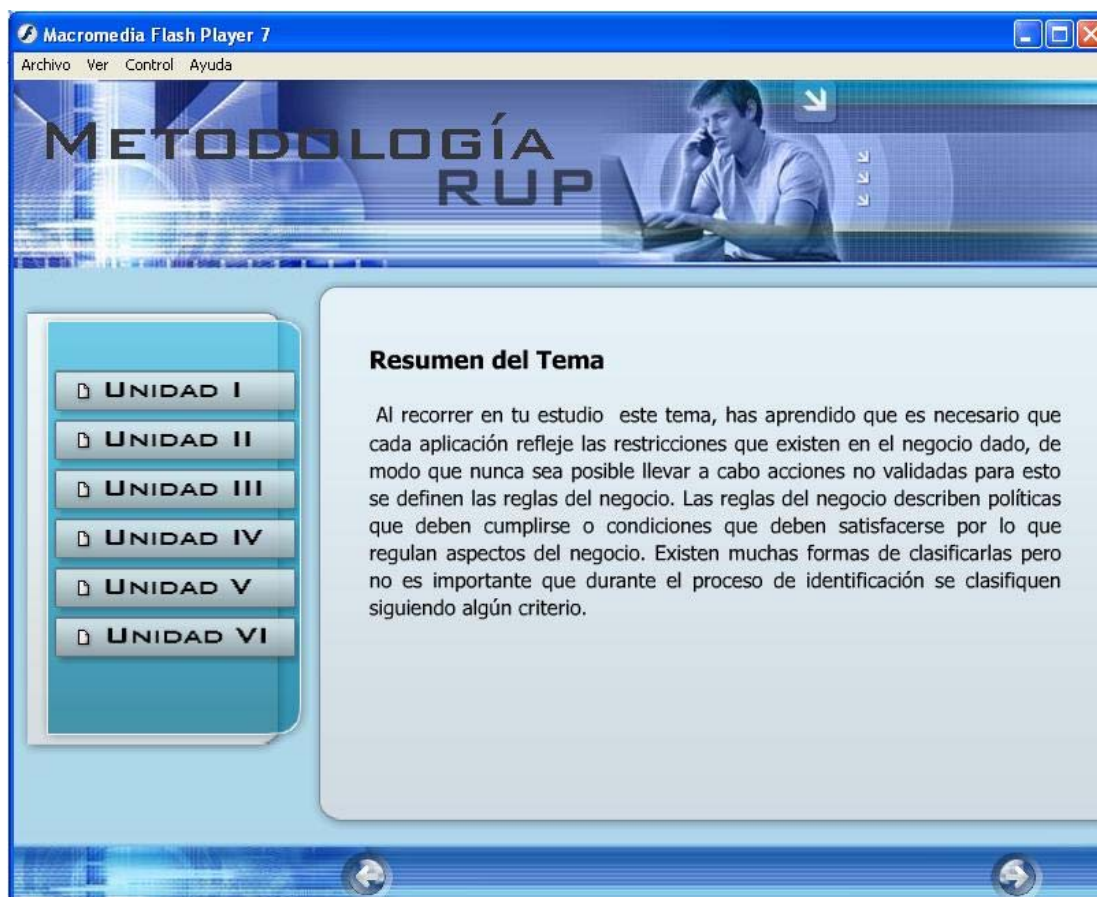 Macromedia Flash Player 7
Archivo Ver Control Ayuda
METODOLOGÍA
RUP
UNIDAD I
UNIDAD II
UNIDAD III
UNIDAD IV
UNIDAD V
UNIDAD VI
Resumen del Tema
Al recorrer en tu estudio este tema, has aprendido que es necesario que
cada aplicación refleje las restricciones que existen en el negocio dado, de
modo que nunca sea posible llevar a cabo acciones no validadas para esto
se definen las reglas del negocio. Las reglas del negocio describen políticas
que deben cumplirse o condiciones que deben satisfacerse por lo que
regulan aspectos del negocio. Existen muchas formas de clasificarlas pero
no es importante que durante el proceso de identificación se clasifiquen
siguiendo algún criterio.